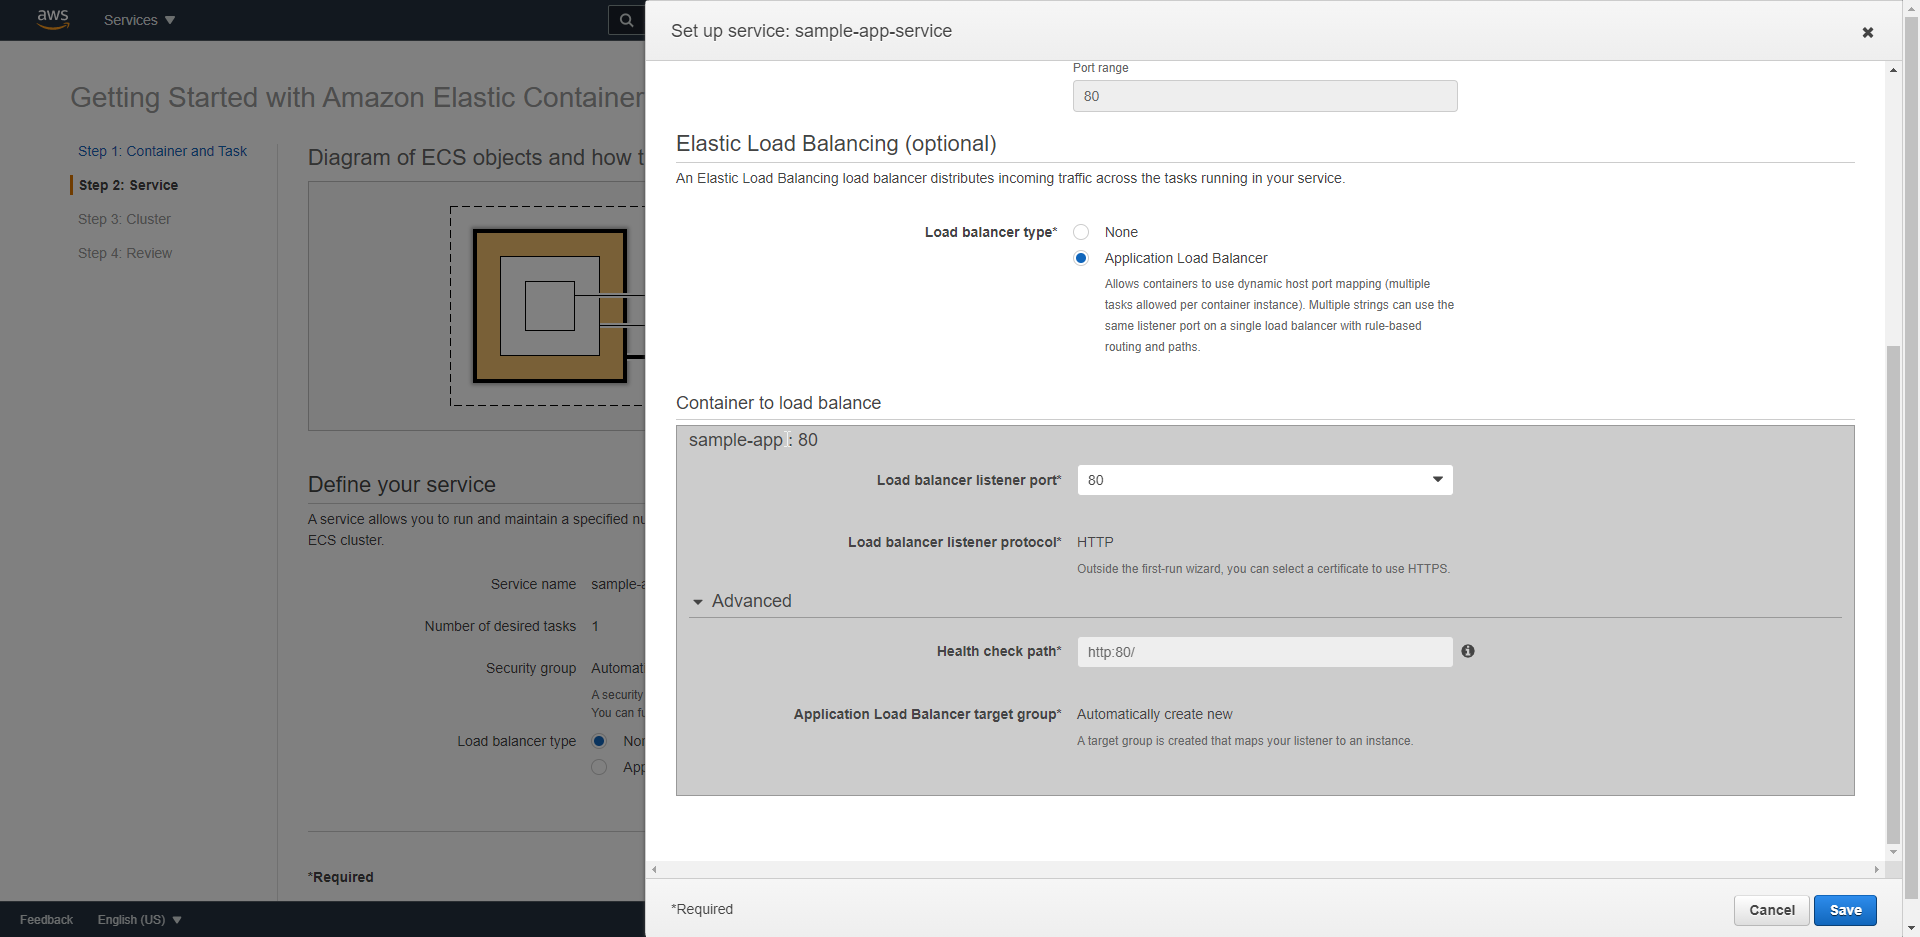 aws
Services
Getting Started with Amazon Elastic Container
Step 1: Container and Task
Step 2: Service
Step 3: Cluster
Step 4: Review
Diagram of ECS objects and how t
Define your service
A service allows you to run and maintain a specified nu
ECS cluster.
Service name sample-a
Number of desired tasks 1
Security group Automati
A security
You can fu
Load balancer type Non
App
*Required
Feedback English (US)
Set up service: sample-app-service
Port range
80
Elastic Load Balancing (optional)
An Elastic Load Balancing load balancer distributes incoming traffic across the tasks running in your service.
Load balancer type* None
Application Load Balancer
Allows containers to use dynamic host port mapping (multiple
tasks allowed per container instance). Multiple strings can use the
same listener port on a single load balancer with rule-based
routing and paths.
Container to load balance
sample-app : 80
Load balancer listener port* 80
Load balancer listener protocol* HTTP
Outside the first-run wizard, you can select a certificate to use HTTPS.
Advanced
Health check path* http:80/
Application Load Balancer target group* Automatically create new
A target group is created that maps your listener to an instance.
*Required
Cancel Save